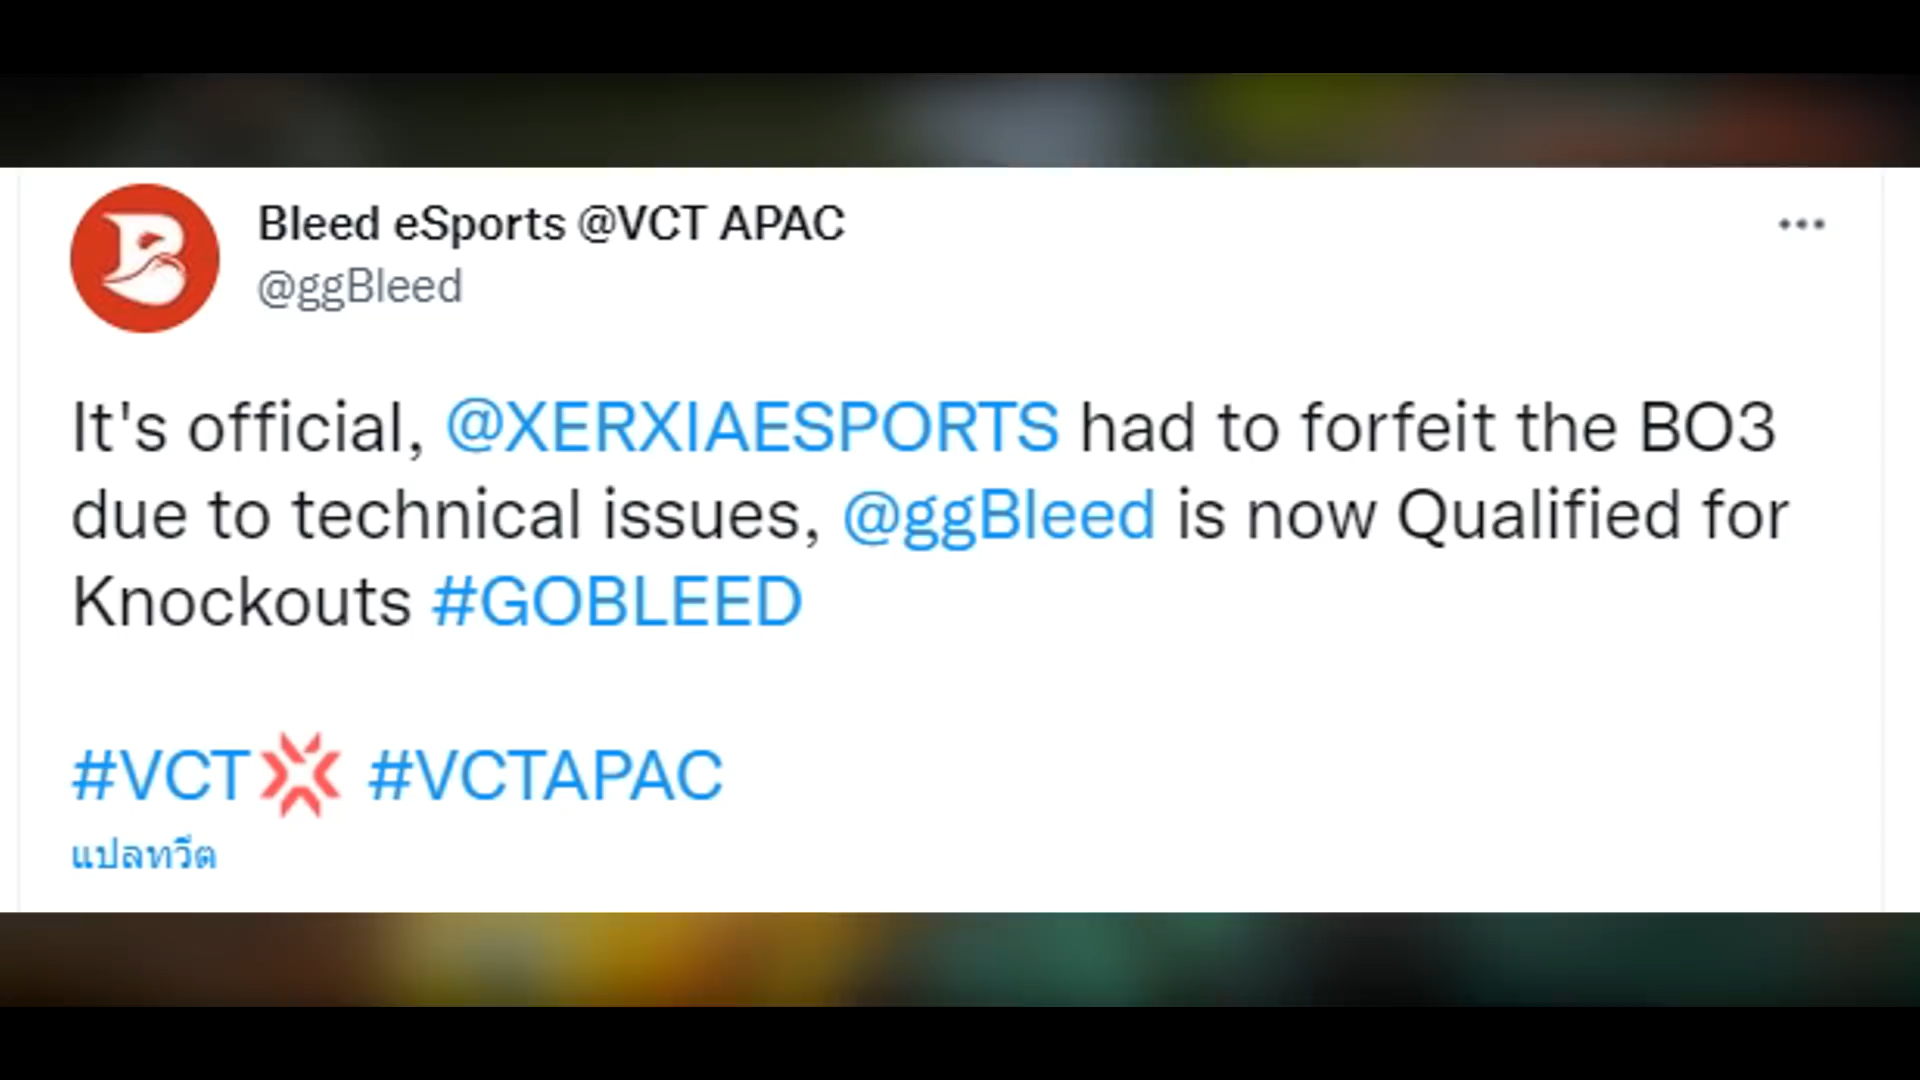 Bleed eSports @VCT APAC
@ggBleed
It's official, @XERXIAESPORTS had to forfeit the BO3
due to technical issues, @ggBleed is now Qualified for
Knockouts #GOBLEED
#VCT #VCTAPAC
แปลทวีต